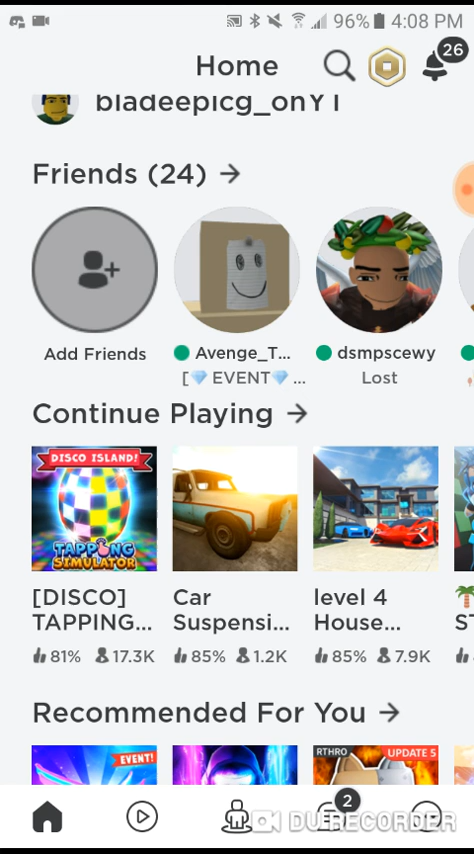 96% 4:08 PM
Home
26
bladeepicg_onYT
Friends (24) →
Add Friends
Avenge_T...
dsmpscewy
[💎 EVENT💎 ...
Lost
Continue Playing →
DISCO ISLAND!
TAPPING
SIMULATOR
[DISCO] Car level 4
TAPPING... Suspensi... House...
ST
81% 17.3K 85% 1.2K 85% 7.9K
Recommended For You →
EVENT!
RTHRO UPDATE 5
2
DU RECORDER